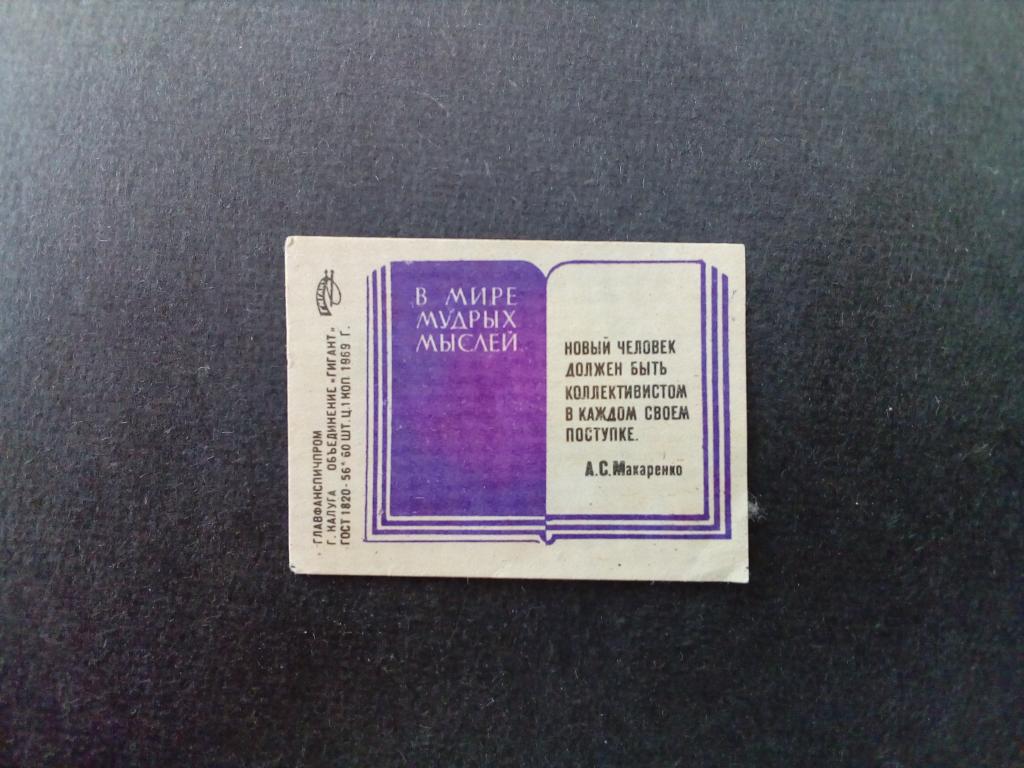 ГЛАВФАНСПИЧПРОМ
Г. КАЛУГА ОБЪЕДИНЕНИЕ «ГИГАНТ»
ГОСТ 1820-56* 60 ШТ. Ц.1 КОП 1969 Г.
В МИРЕ
МУДРЫХ
МЫСЛЕЙ
НОВЫЙ ЧЕЛОВЕК
ДОЛЖЕН БЫТЬ
КОЛЛЕКТИВИСТОМ
В КАЖДОМ СВОЕМ
ПОСТУПКЕ.
А.С.Макаренко